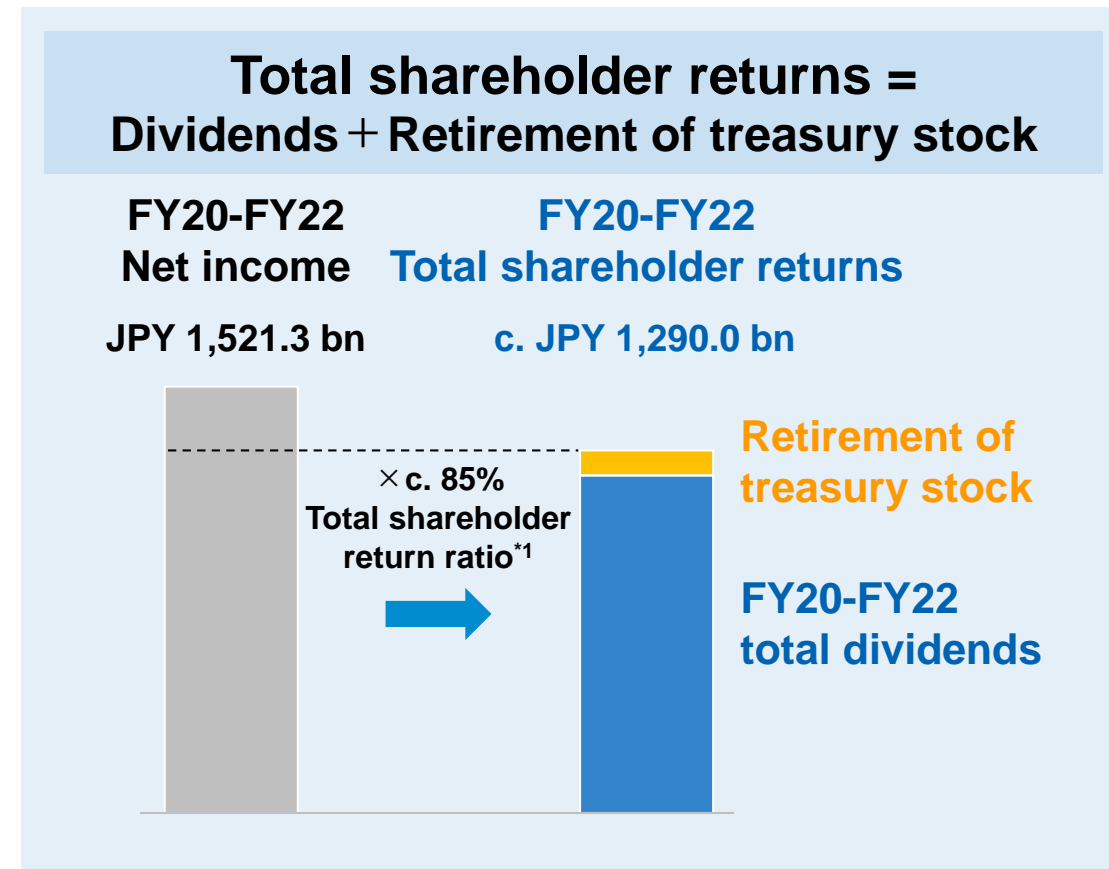 Total shareholder returns =
Dividends＋Retirement of treasury stock
FY20-FY22
Net income
JPY 1,521.3 bn
FY20-FY22
Total shareholder returns
c. JPY 1,290.0 bn
×c. 85%
Total shareholder
return ratio*1
Retirement of
treasury stock
FY20-FY22
total dividends